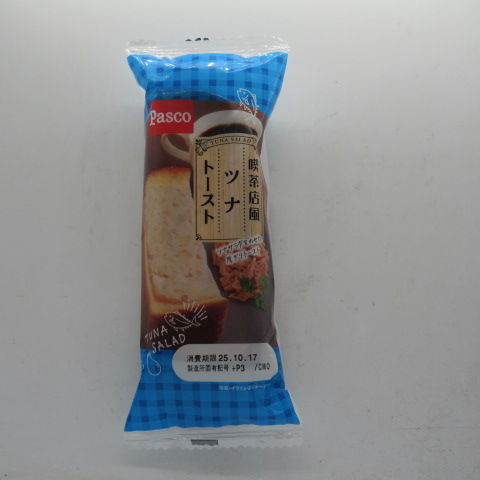 Pasco
TUNA SALAD
喫茶店風
ツナ
トースト
TUNA
SALAD
消費期限 25.10.17
製造所固有記号 +P3 /CWO